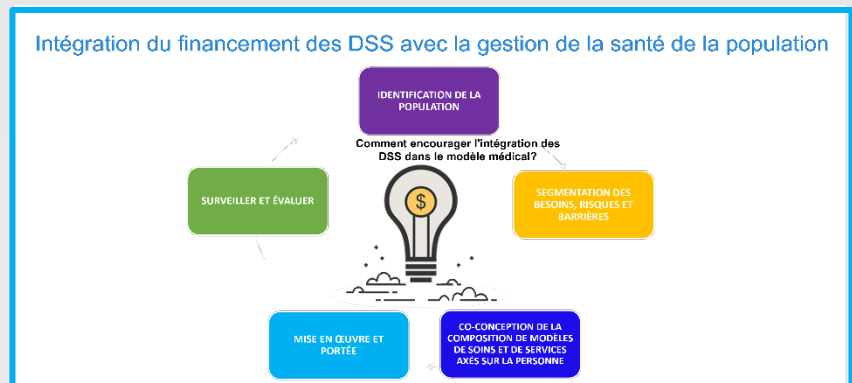 Intégration du financement des DSS avec la gestion de la santé de la population
IDENTIFICATION DE LA
POPULATION
Comment encourager l'intégration des
DSS dans le modèle médical?
SURVEILLER ET ÉVALUER
$
SEGMENTATION DES
BESOINS, RISQUES ET
BARRIÈRES
MISE EN ŒUVRE ET
PORTÉE
CO-CONCEPTION DE LA
COMPOSITION DE MODÈLES
DE SOINS ET DE SERVICES
AXÉS SUR LA PERSONNE